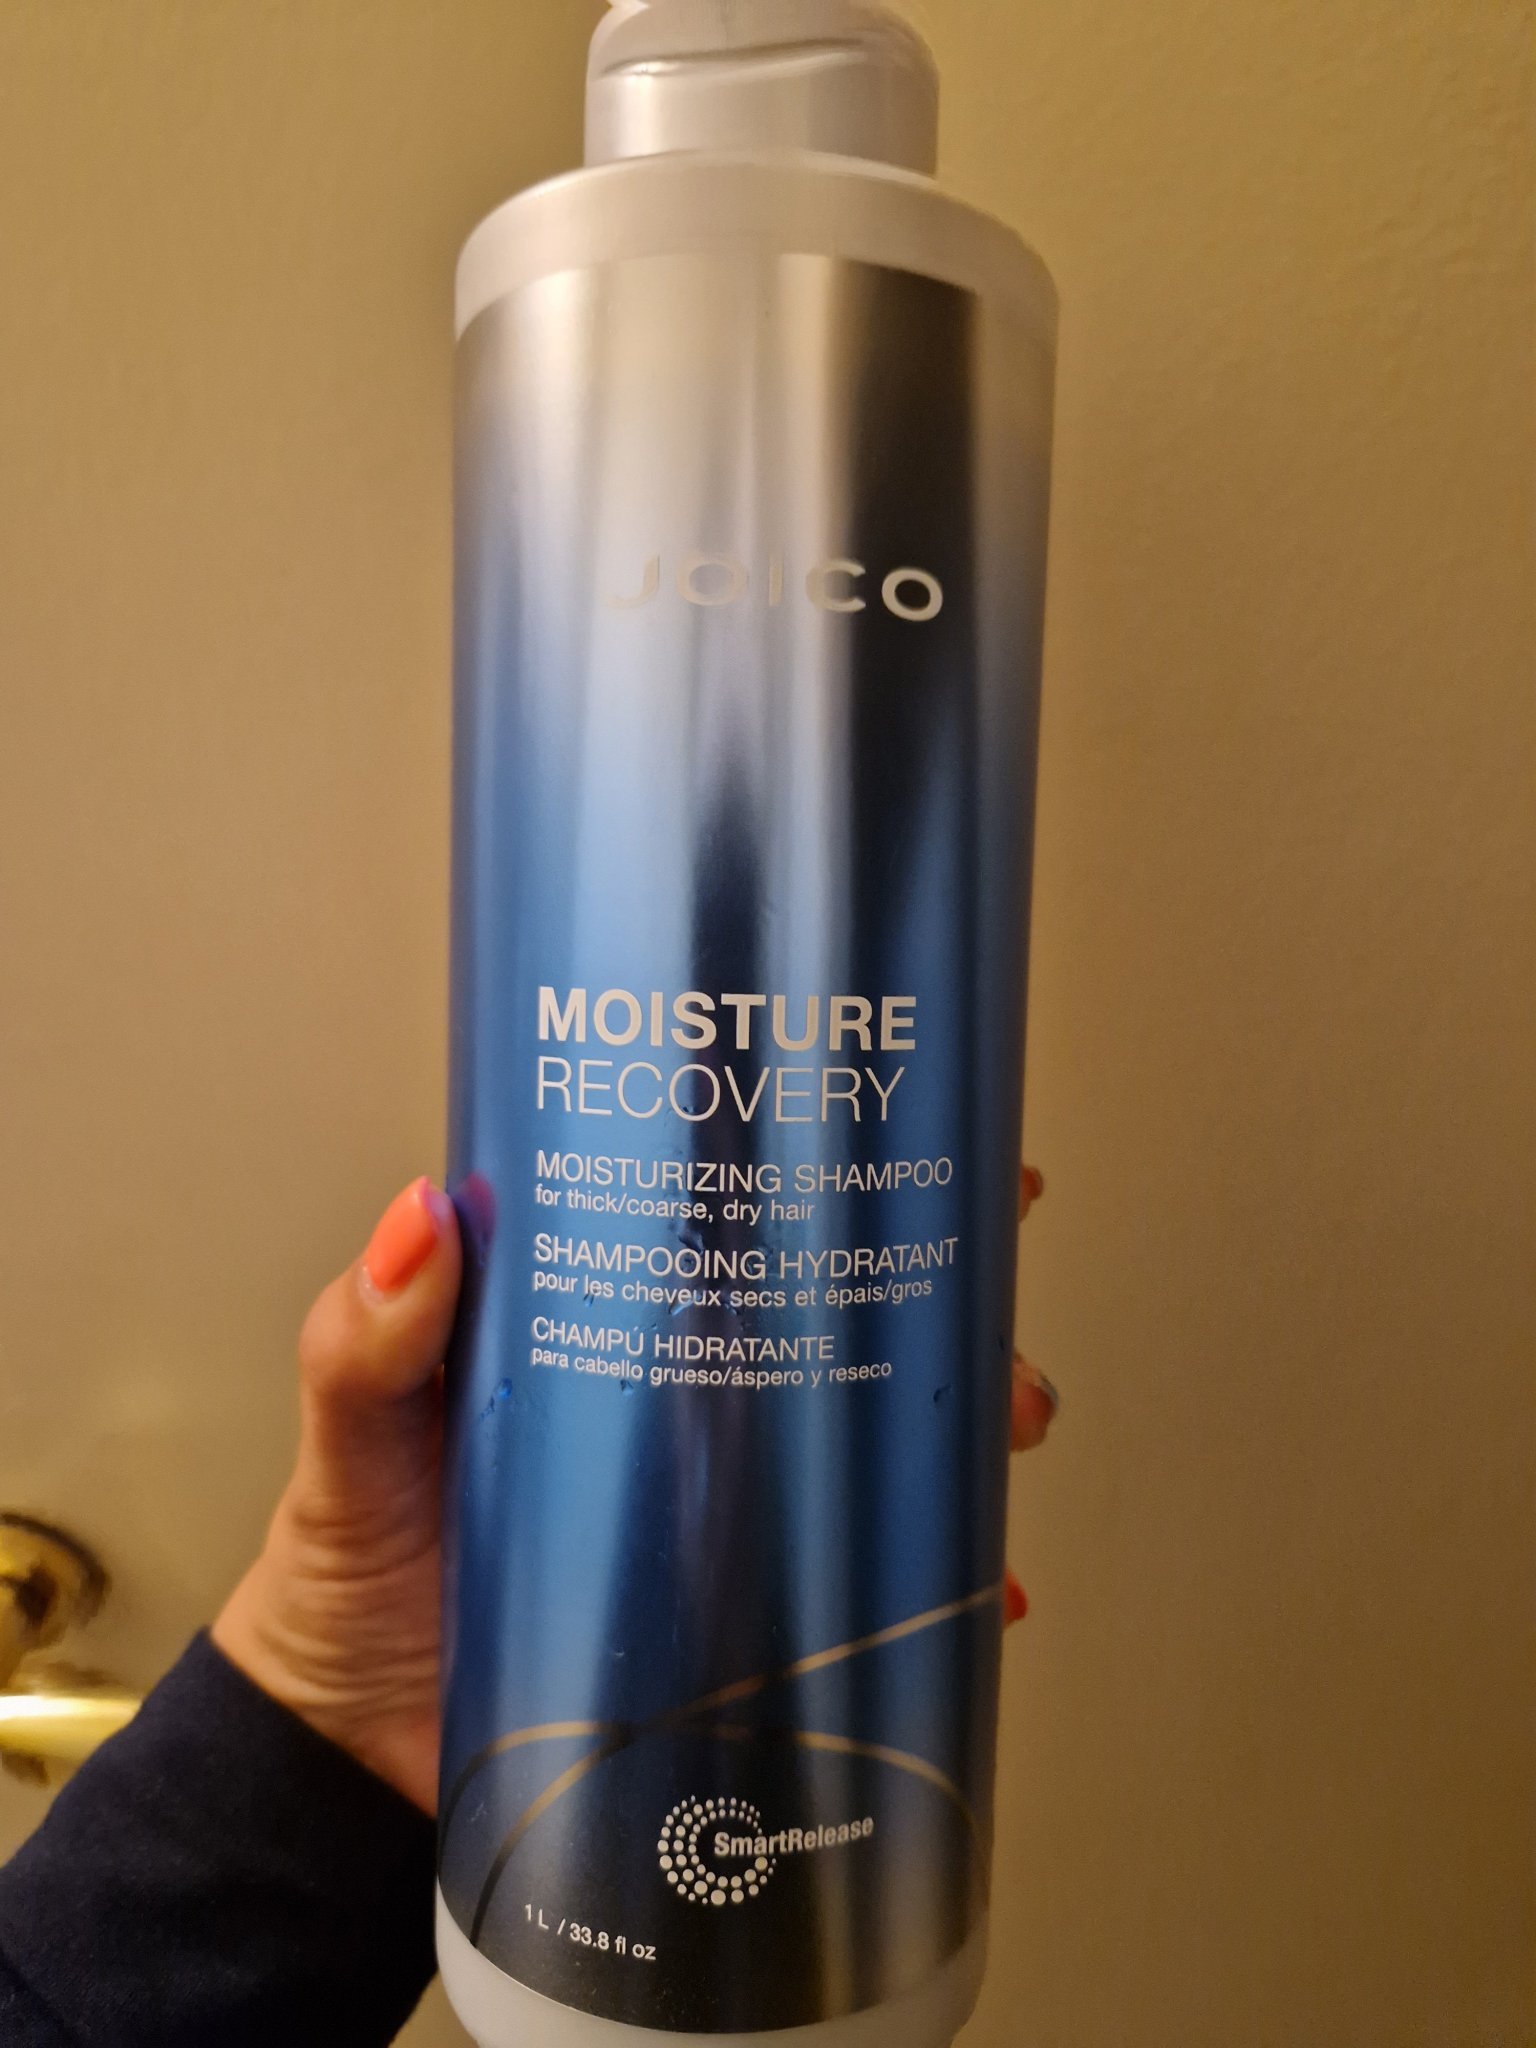 JOICO
MOISTURE
RECOVERY
MOISTURIZING SHAMPOO
for thick/coarse, dry hair
SHAMPOOING HYDRATANT
pour les cheveux secs et épais/gros
CHAMPÚ HIDRATANTE
para cabello grueso/áspero y reseco
SmartRelease
1 L / 33.8 fl oz